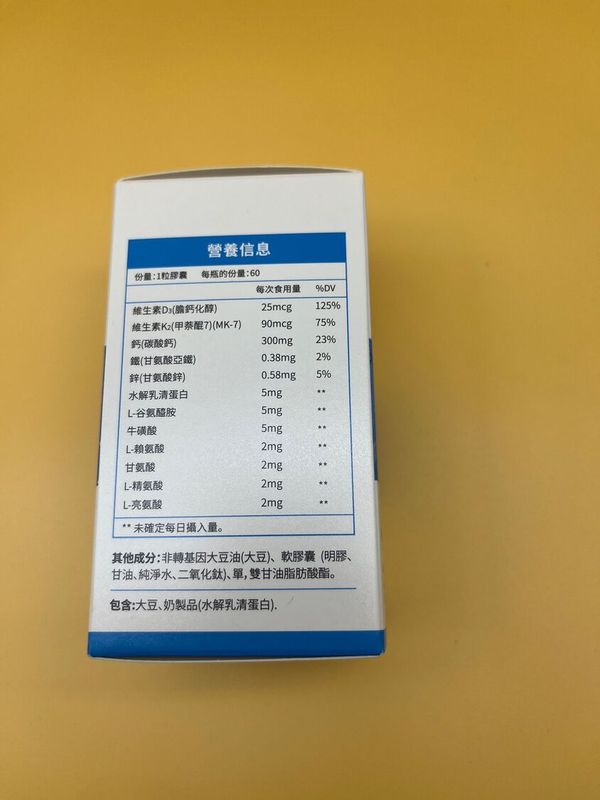 營養信息
份量:1粒膠囊 每瓶的份量:60
每次食用量 %DV
維生素D₃(膽鈣化醇) 25mcg 125%
維生素K₂(甲萘醌7)(MK-7) 90mcg 75%
鈣(碳酸鈣) 300mg 23%
鐵(甘氨酸亞鐵) 0.38mg 2%
鋅(甘氨酸鋅) 0.58mg 5%
水解乳清蛋白 5mg **
L-谷氨醯胺 5mg **
牛磺酸 5mg **
L-賴氨酸 2mg **
甘氨酸 2mg **
L-精氨酸 2mg **
L-亮氨酸 2mg **
** 未確定每日攝入量。
其他成分:非轉基因大豆油(大豆)、軟膠囊 (明膠、
甘油、純淨水、二氧化鈦)、單,雙甘油脂肪酸酯。
包含:大豆、奶製品(水解乳清蛋白).